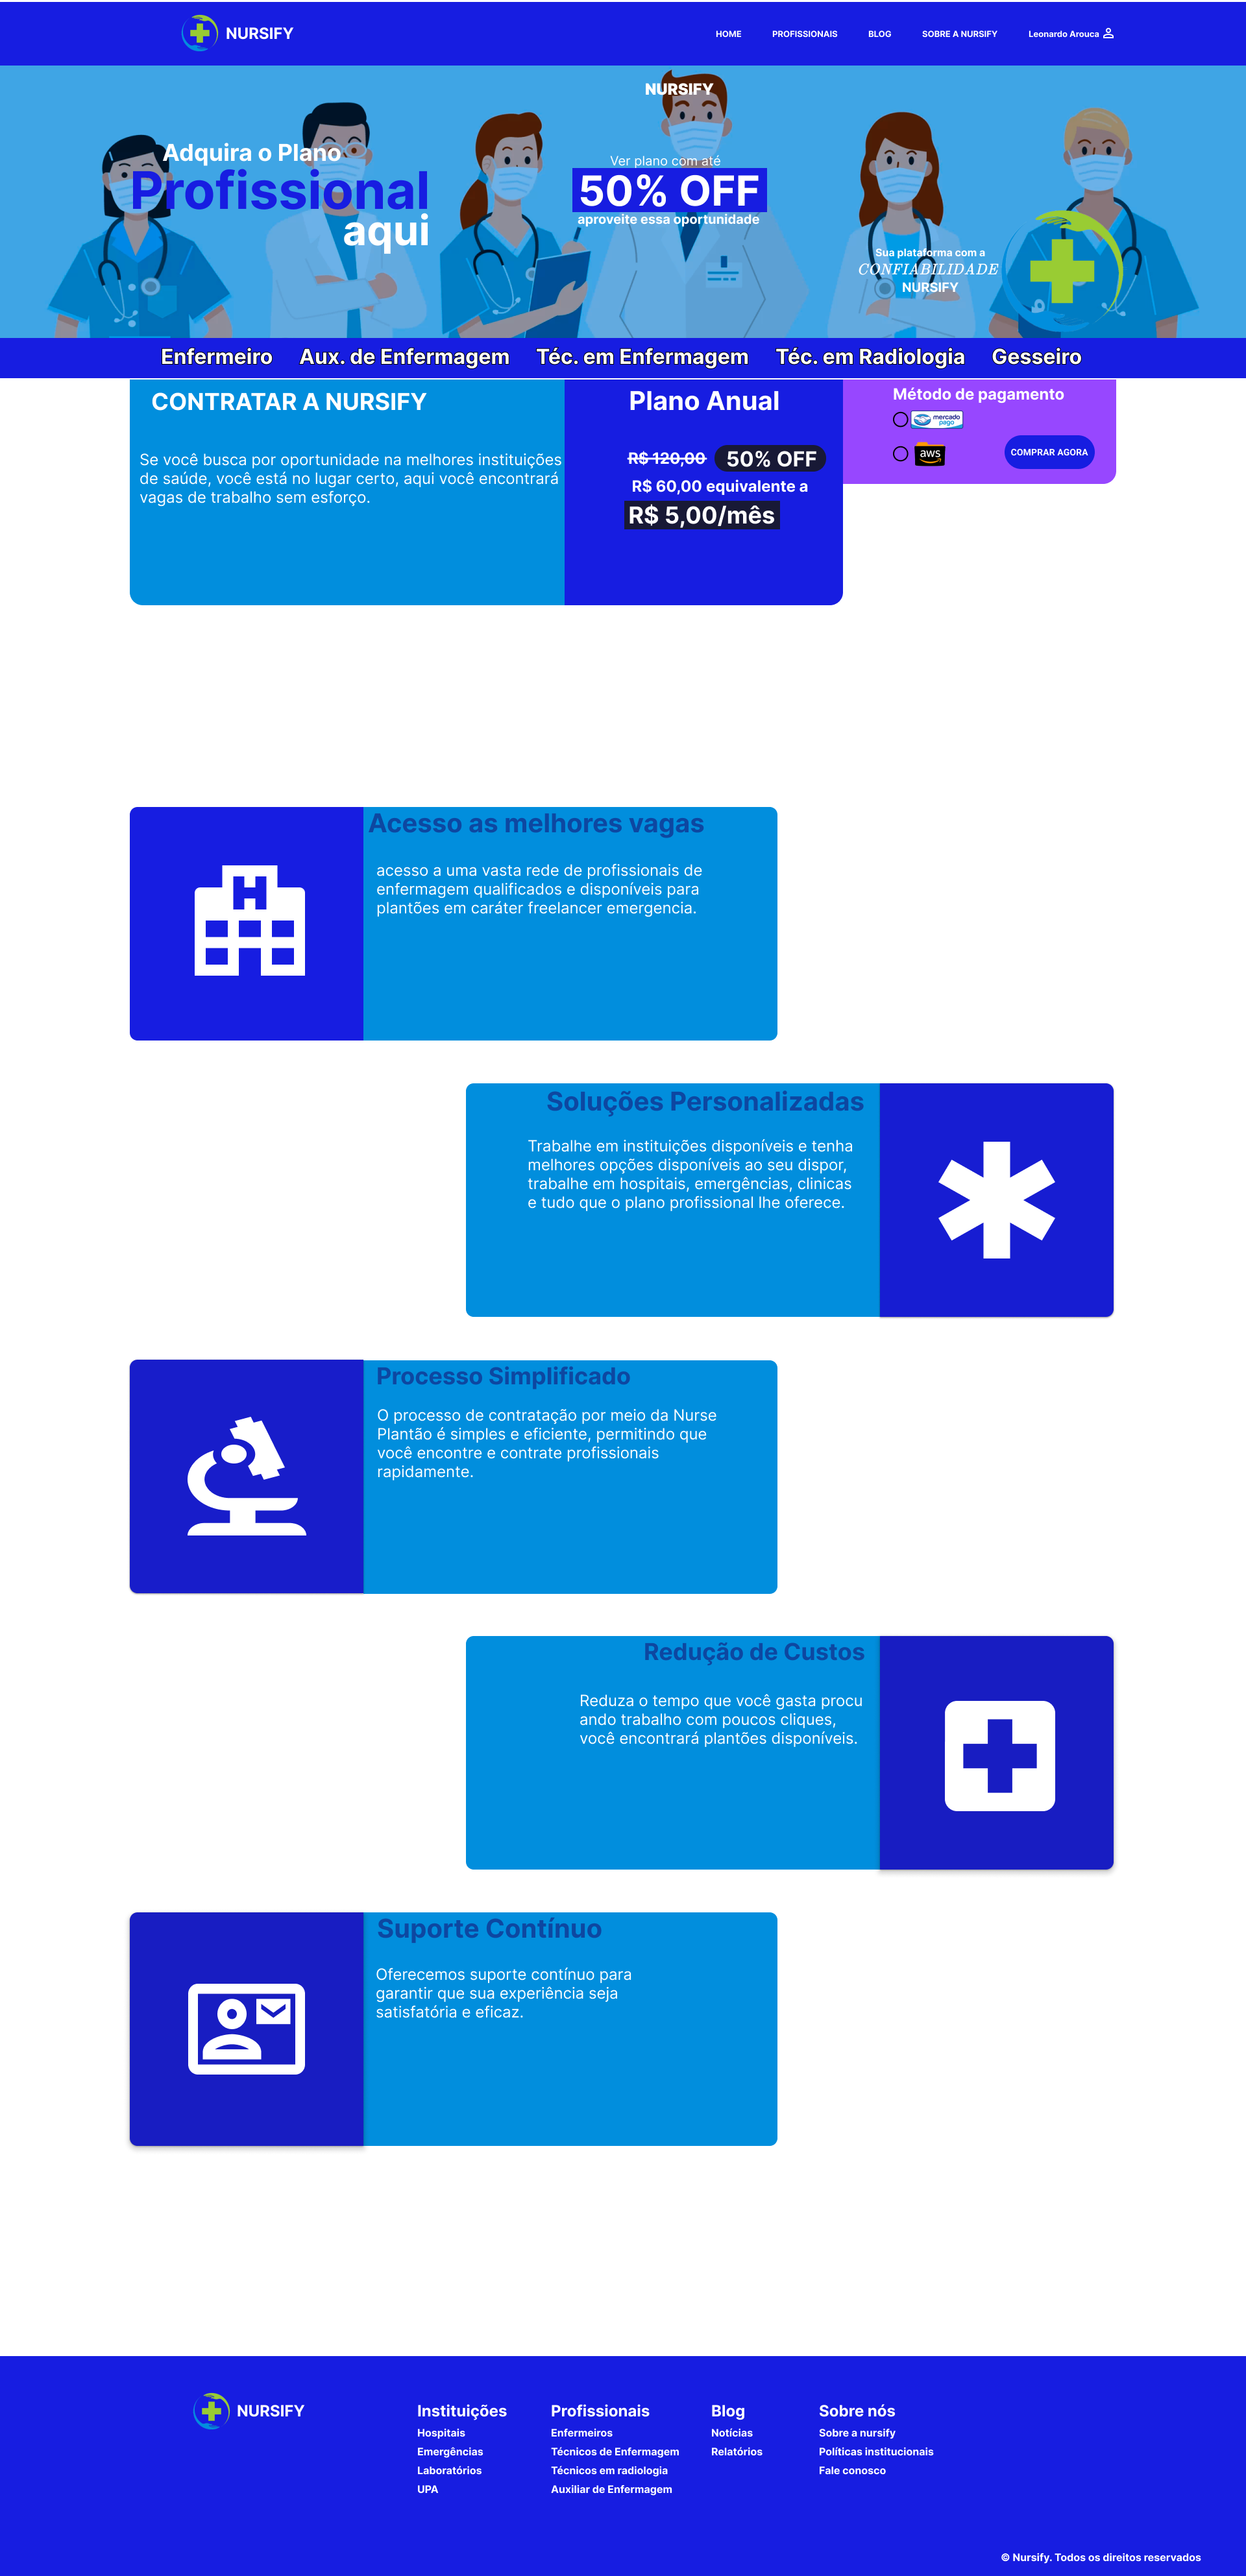 NURSIFY
HOME
PROFISSIONAIS
BLOG
SOBRE A NURSIFY
Leonardo Arouca
NURSIFY
Adquira o Plano
Profissional
aqui
Ver plano com até
50% OFF
aproveite essa oportunidade
Sua plataforma com a
CONFIABILIDADE
NURSIFY
Enfermeiro
Aux. de Enfermagem
Téc. em Enfermagem
Téc. em Radiologia
Gesseiro
CONTRATAR A NURSIFY
Se você busca por oportunidade na melhores instituições
de saúde, você está no lugar certo, aqui você encontrará
vagas de trabalho sem esforço.
Plano Anual
R$ 120,00
50% OFF
R$ 60,00 equivalente a
R$ 5,00/mês
Método de pagamento
mercado
pago
aws
COMPRAR AGORA
H
Acesso as melhores vagas
acesso a uma vasta rede de profissionais de
enfermagem qualificados e disponíveis para
plantões em caráter freelancer emergencia.
Soluções Personalizadas
Trabalhe em instituições disponíveis e tenha
melhores opções disponíveis ao seu dispor,
trabalhe em hospitais, emergências, clinicas
e tudo que o plano profissional lhe oferece.
Processo Simplificado
O processo de contratação por meio da Nurse
Plantão é simples e eficiente, permitindo que
você encontre e contrate profissionais
rapidamente.
Redução de Custos
Reduza o tempo que você gasta procu
ando trabalho com poucos cliques,
você encontrará plantões disponíveis.
Suporte Contínuo
Oferecemos suporte contínuo para
garantir que sua experiência seja
satisfatória e eficaz.
NURSIFY
Instituições
Hospitais
Emergências
Laboratórios
UPA
Profissionais
Enfermeiros
Técnicos de Enfermagem
Técnicos em radiologia
Auxiliar de Enfermagem
Blog
Notícias
Relatórios
Sobre nós
Sobre a nursify
Políticas institucionais
Fale conosco
© Nursify. Todos os direitos reservados